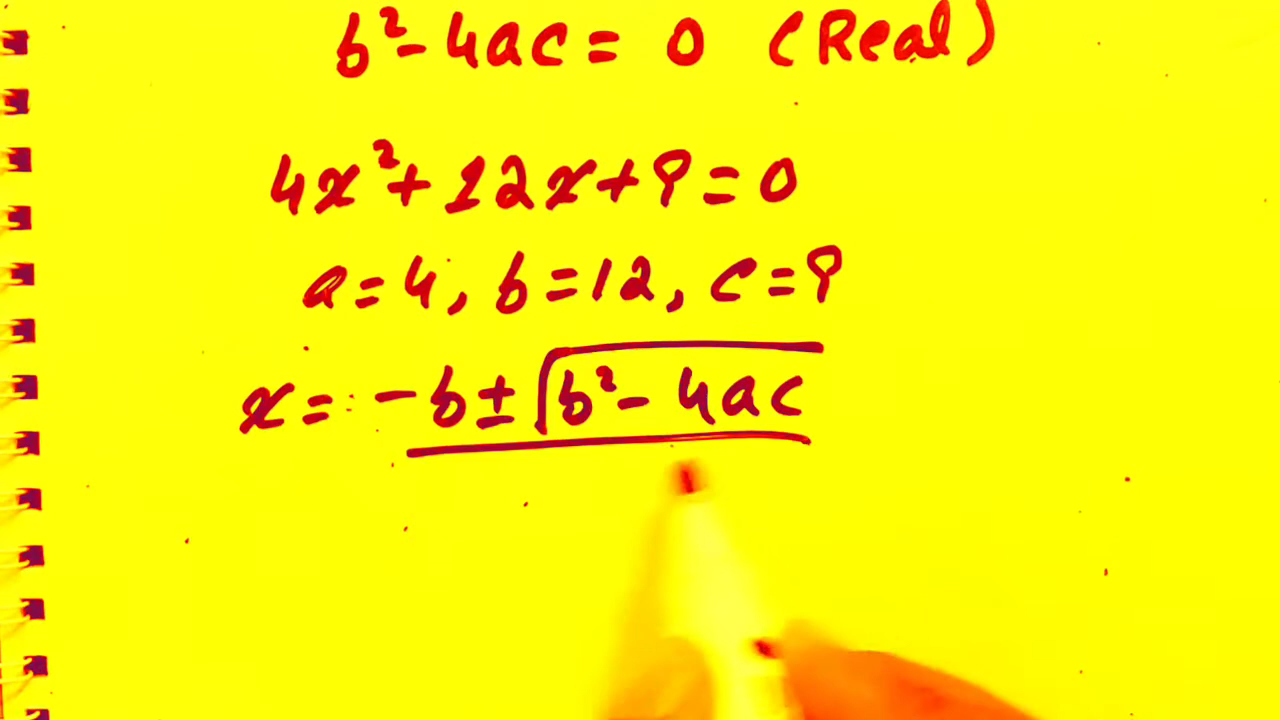 b²-4ac = 0 (Real)
4x²+12x+9=0
a=4, b=12, c=9
x = -b±√b²-4ac